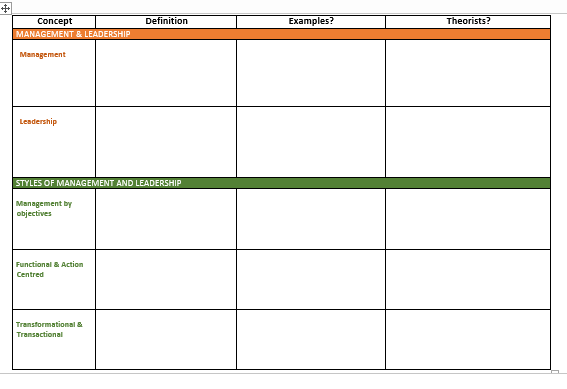 Concept Definition Examples? Theorists?
MANAGEMENT & LEADERSHIP
Management
Leadership
STYLES OF MANAGEMENT AND LEADERSHIP
Management by
objectives
Functional & Action
Centred
Transformational &
Transactional